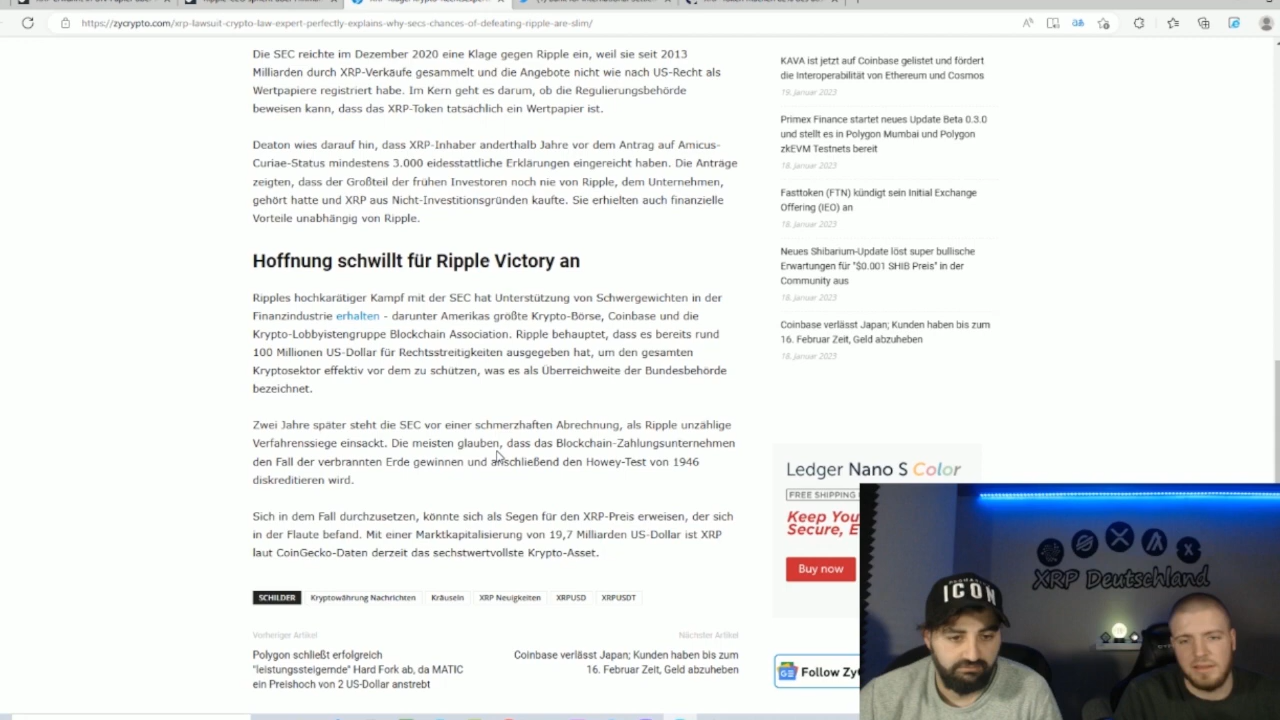 https://zycrypto.com/xrp-lawsuit-crypto-law-expert-perfectly-explains-why-secs-chances-of-defeating-ripple-are-slim/
Die SEC reichte im Dezember 2020 eine Klage gegen Ripple ein, weil sie seit 2013
Milliarden durch XRP-Verkäufe gesammelt und die Angebote nicht wie nach US-Recht als
Wertpapiere registriert habe. Im Kern geht es darum, ob die Regulierungsbehörde
beweisen kann, dass das XRP-Token tatsächlich ein Wertpapier ist.
Deaton wies darauf hin, dass XRP-Inhaber anderthalb Jahre vor dem Antrag auf Amicus-
Curiae-Status mindestens 3.000 eidesstattliche Erklärungen eingereicht haben. Die Anträge
zeigten, dass der Großteil der frühen Investoren noch nie von Ripple, dem Unternehmen,
gehört hatte und XRP aus Nicht-Investitionsgründen kaufte. Sie erhielten auch finanzielle
Vorteile unabhängig von Ripple.
Hoffnung schwillt für Ripple Victory an
Ripples hochkarätiger Kampf mit der SEC hat Unterstützung von Schwergewichten in der
Finanzindustrie erhalten - darunter Amerikas größte Krypto-Börse, Coinbase und die
Krypto-Lobbyistengruppe Blockchain Association. Ripple behauptet, dass es bereits rund
100 Millionen US-Dollar für Rechtsstreitigkeiten ausgegeben hat, um den gesamten
Kryptosektor effektiv vor dem zu schützen, was es als Überreichweite der Bundesbehörde
bezeichnet.
Zwei Jahre später steht die SEC vor einer schmerzhaften Abrechnung, als Ripple unzählige
Verfahrenssiege einsackt. Die meisten glauben, dass das Blockchain-Zahlungsunternehmen
den Fall der verbrannten Erde gewinnen und anschließend den Howey-Test von 1946
diskreditieren wird.
Sich in dem Fall durchzusetzen, könnte sich als Segen für den XRP-Preis erweisen, der sich
in der Flaute befand. Mit einer Marktkapitalisierung von 19,7 Milliarden US-Dollar ist XRP
laut CoinGecko-Daten derzeit das sechstwertvollste Krypto-Asset.
SCHILDER Kryptowährung Nachrichten Kräuseln XRP Neuigkeiten XRPUSD XRPUSDT
Vorheriger Artikel
Polygon schließt erfolgreich
"leistungssteigernde" Hard Fork ab, da MATIC
ein Preishoch von 2 US-Dollar anstrebt
Nächster Artikel
Coinbase verlässt Japan; Kunden haben bis zum
16. Februar Zeit, Geld abzuheben
KAVA ist jetzt auf Coinbase gelistet und fördert
die Interoperabilität von Ethereum und Cosmos
19. Januar 2023
Primex Finance startet neues Update Beta 0.3.0
und stellt es in Polygon Mumbai und Polygon
zkEVM Testnets bereit
18. Januar 2023
Fasttoken (FTN) kündigt sein Initial Exchange
Offering (IEO) an
18. Januar 2023
Neues Shibarium-Update löst super bullische
Erwartungen für "$0.001 SHIB Preis" in der
Community aus
18. Januar 2023
Coinbase verlässt Japan; Kunden haben bis zum
16. Februar Zeit, Geld abzuheben
18. Januar 2023
Ledger Nano S Color
FREE SHIPPING
Keep You
Secure, E
Buy now
Follow Zy
XRP Deutschland
ICON